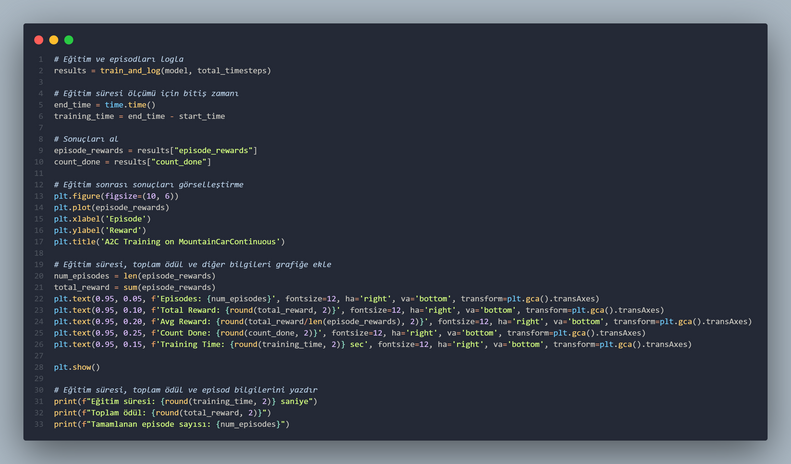 1 # Eğitim ve episodları logla
2 results = train_and_log(model, total_timesteps)
3
4 # Eğitim süresi ölçümü için bitiş zamanı
5 end_time = time.time()
6 training_time = end_time - start_time
7
8 # Sonuçları al
9 episode_rewards = results["episode_rewards"]
10 count_done = results["count_done"]
11
12 # Eğitim sonrası sonuçları görselleştirme
13 plt.figure(figsize=(10, 6))
14 plt.plot(episode_rewards)
15 plt.xlabel('Episode')
16 plt.ylabel('Reward')
17 plt.title('A2C Training on MountainCarContinuous')
18
19 # Eğitim süresi, toplam ödül ve diğer bilgileri grafiğe ekle
20 num_episodes = len(episode_rewards)
21 total_reward = sum(episode_rewards)
22 plt.text(0.95, 0.05, f'Episodes: {num_episodes}', fontsize=12, ha='right', va='bottom', transform=plt.gca().transAxes)
23 plt.text(0.95, 0.10, f'Total Reward: {round(total_reward, 2)}', fontsize=12, ha='right', va='bottom', transform=plt.gca().transAxes)
24 plt.text(0.95, 0.20, f'Avg Reward: {round(total_reward/len(episode_rewards), 2)}', fontsize=12, ha='right', va='bottom', transform=plt.gca().transAxes)
25 plt.text(0.95, 0.25, f'Count Done: {round(count_done, 2)}', fontsize=12, ha='right', va='bottom', transform=plt.gca().transAxes)
26 plt.text(0.95, 0.15, f'Training Time: {round(training_time, 2)} sec', fontsize=12, ha='right', va='bottom', transform=plt.gca().transAxes)
27
28 plt.show()
29
30 # Eğitim süresi, toplam ödül ve episod bilgilerini yazdır
31 print(f"Eğitim süresi: {round(training_time, 2)} saniye")
32 print(f"Toplam ödül: {round(total_reward, 2)}")
33 print(f"Tamamlanan episode sayısı: {num_episodes}")